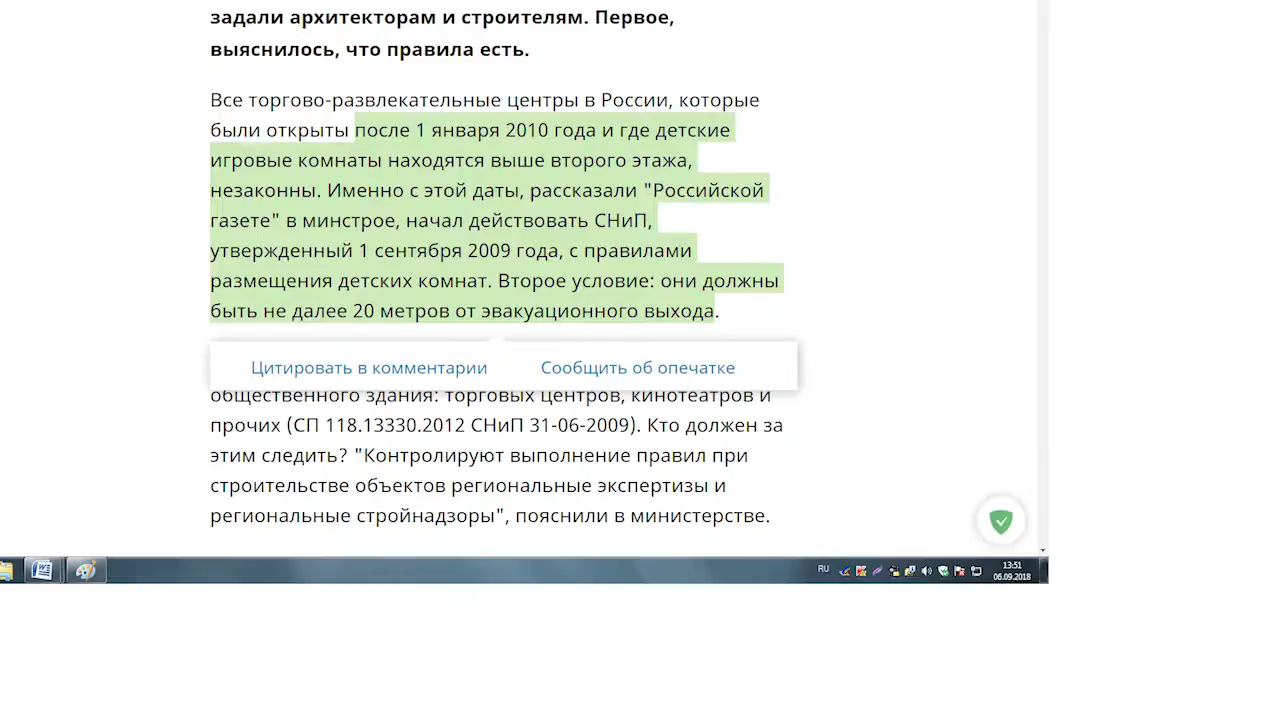 задали архитекторам и строителям. Первое,
выяснилось, что правила есть.
Все торгово-развлекательные центры в России, которые
были открыты после 1 января 2010 года и где детские
игровые комнаты находятся выше второго этажа,
незаконны. Именно с этой даты, рассказали "Российской
газете" в минстрое, начал действовать СНиП,
утвержденный 1 сентября 2009 года, с правилами
размещения детских комнат. Второе условие: они должны
быть не далее 20 метров от эвакуационного выхода.
Цитировать в комментарии Сообщить об опечатке
общественного здания: торговых центров, кинотеатров и
прочих (СП 118.13330.2012 СНиП 31-06-2009). Кто должен за
этим следить? "Контролируют выполнение правил при
строительстве объектов региональные экспертизы и
региональные стройнадзоры", пояснили в министерстве.
RU
13:51
06.09.2018